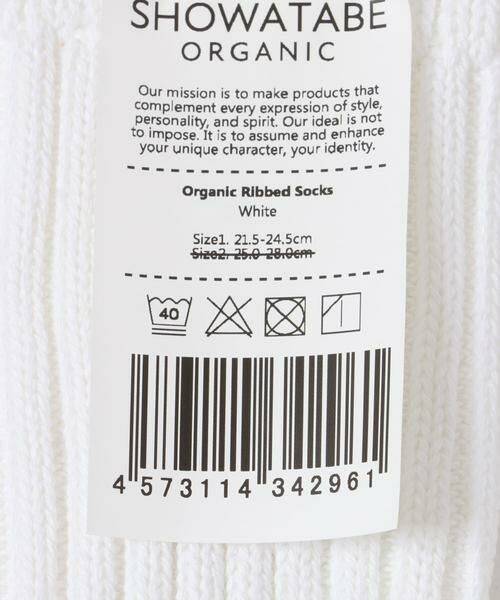 SHOWATABE
ORGANIC
Our mission is to make products that
complement every expression of style,
personality, and spirit. Our ideal is not
to impose. It is to assume and enhance
your unique character, your identity.
Organic Ribbed Socks
White
Size1. 21.5-24.5cm
Size2. 25.0-28.0cm
40
4 573114 342961